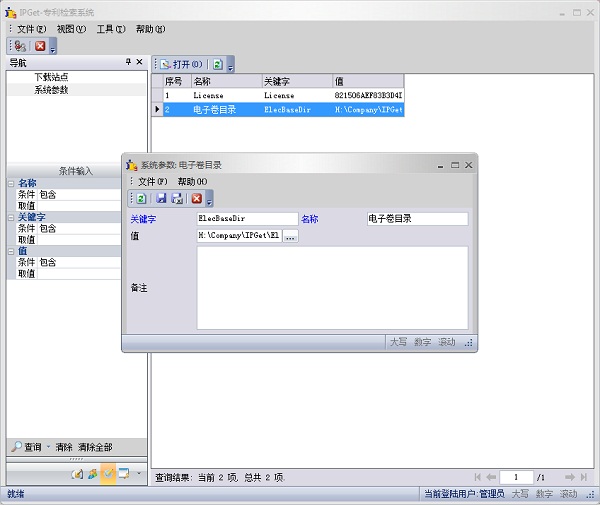 IPGet-专利检索系统
文件(F) 视图(V) 工具(T) 帮助(H)
导航
下载站点
系统参数
打开(O)
序号 名称 关键字 值
1 License License 821506AEF83B3D4I
2 电子卷目录 ElecBaseDir H:\Company\IPGet
条件输入
名称
条件 包含
取值
关键字
条件 包含
取值
值
条件 包含
取值
系统参数: 电子卷目录
文件(F) 帮助(H)
关键字 ElecBaseDir 名称 电子卷目录
值 H:\Company\IPGet\El ...
备注
大写 数字 滚动
查询 清除 清除全部
查询结果: 当前 2 项, 总共 2 项.
1 /1
就绪
当前登陆用户:管理员 大写 数字 滚动